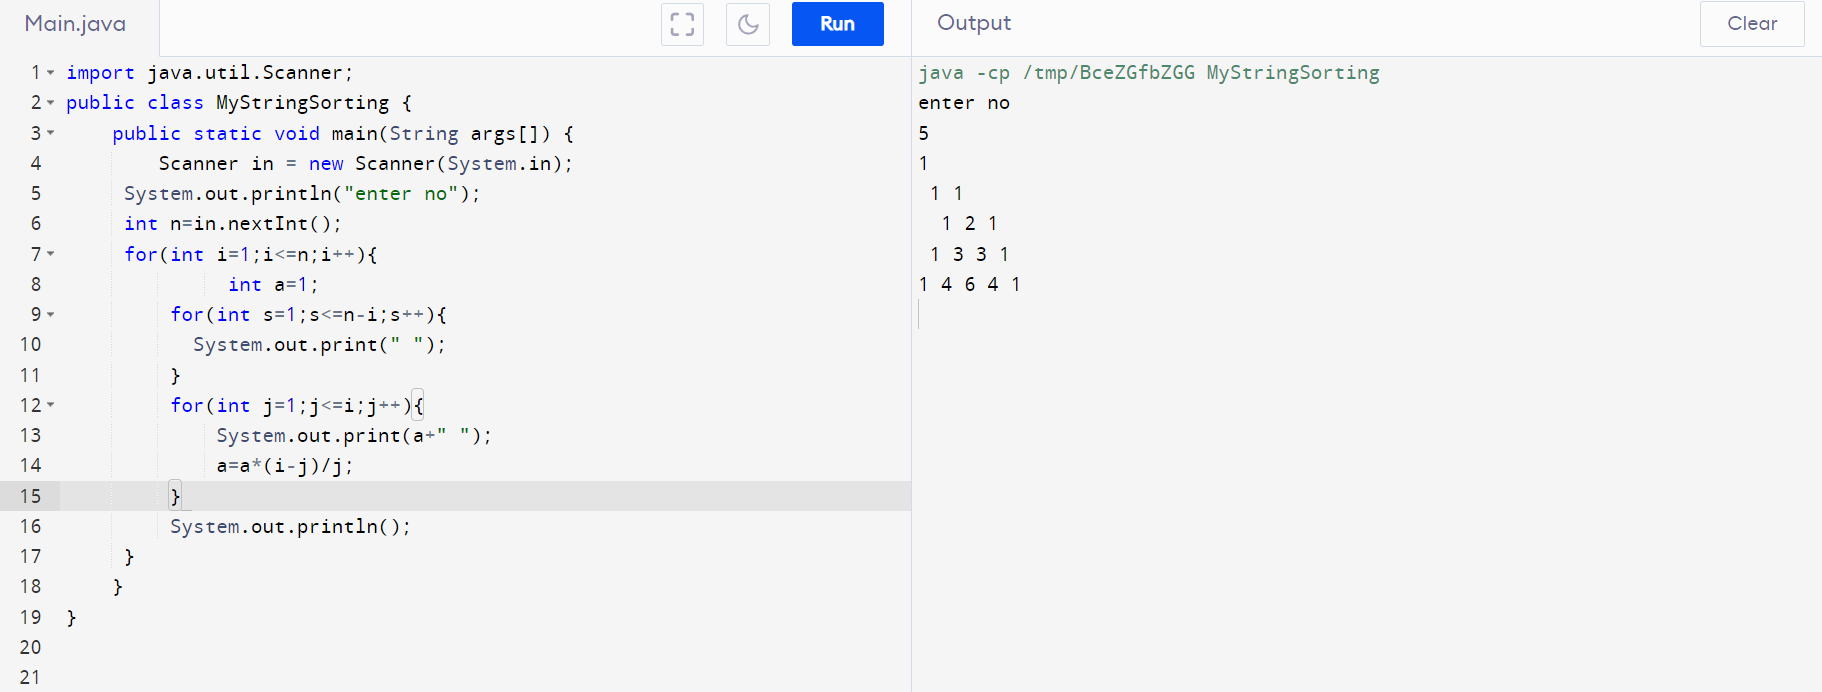 Main.java Run Output Clear
1 import java.util.Scanner;
2 public class MyStringSorting {
3     public static void main(String args[]) {
4         Scanner in = new Scanner(System.in);
5      System.out.println("enter no");
6      int n=in.nextInt();
7      for(int i=1;i<=n;i++){
8               int a=1;
9          for(int s=1;s<=n-i;s++){
10           System.out.print(" ");
11         }
12         for(int j=1;j<=i;j++){
13             System.out.print(a+" ");
14             a=a*(i-j)/j;
15         }
16         System.out.println();
17     }
18    }
19 }
20
21
java -cp /tmp/BceZGfbZGG MyStringSorting
enter no
5
1
 1 1
  1 2 1
 1 3 3 1
1 4 6 4 1